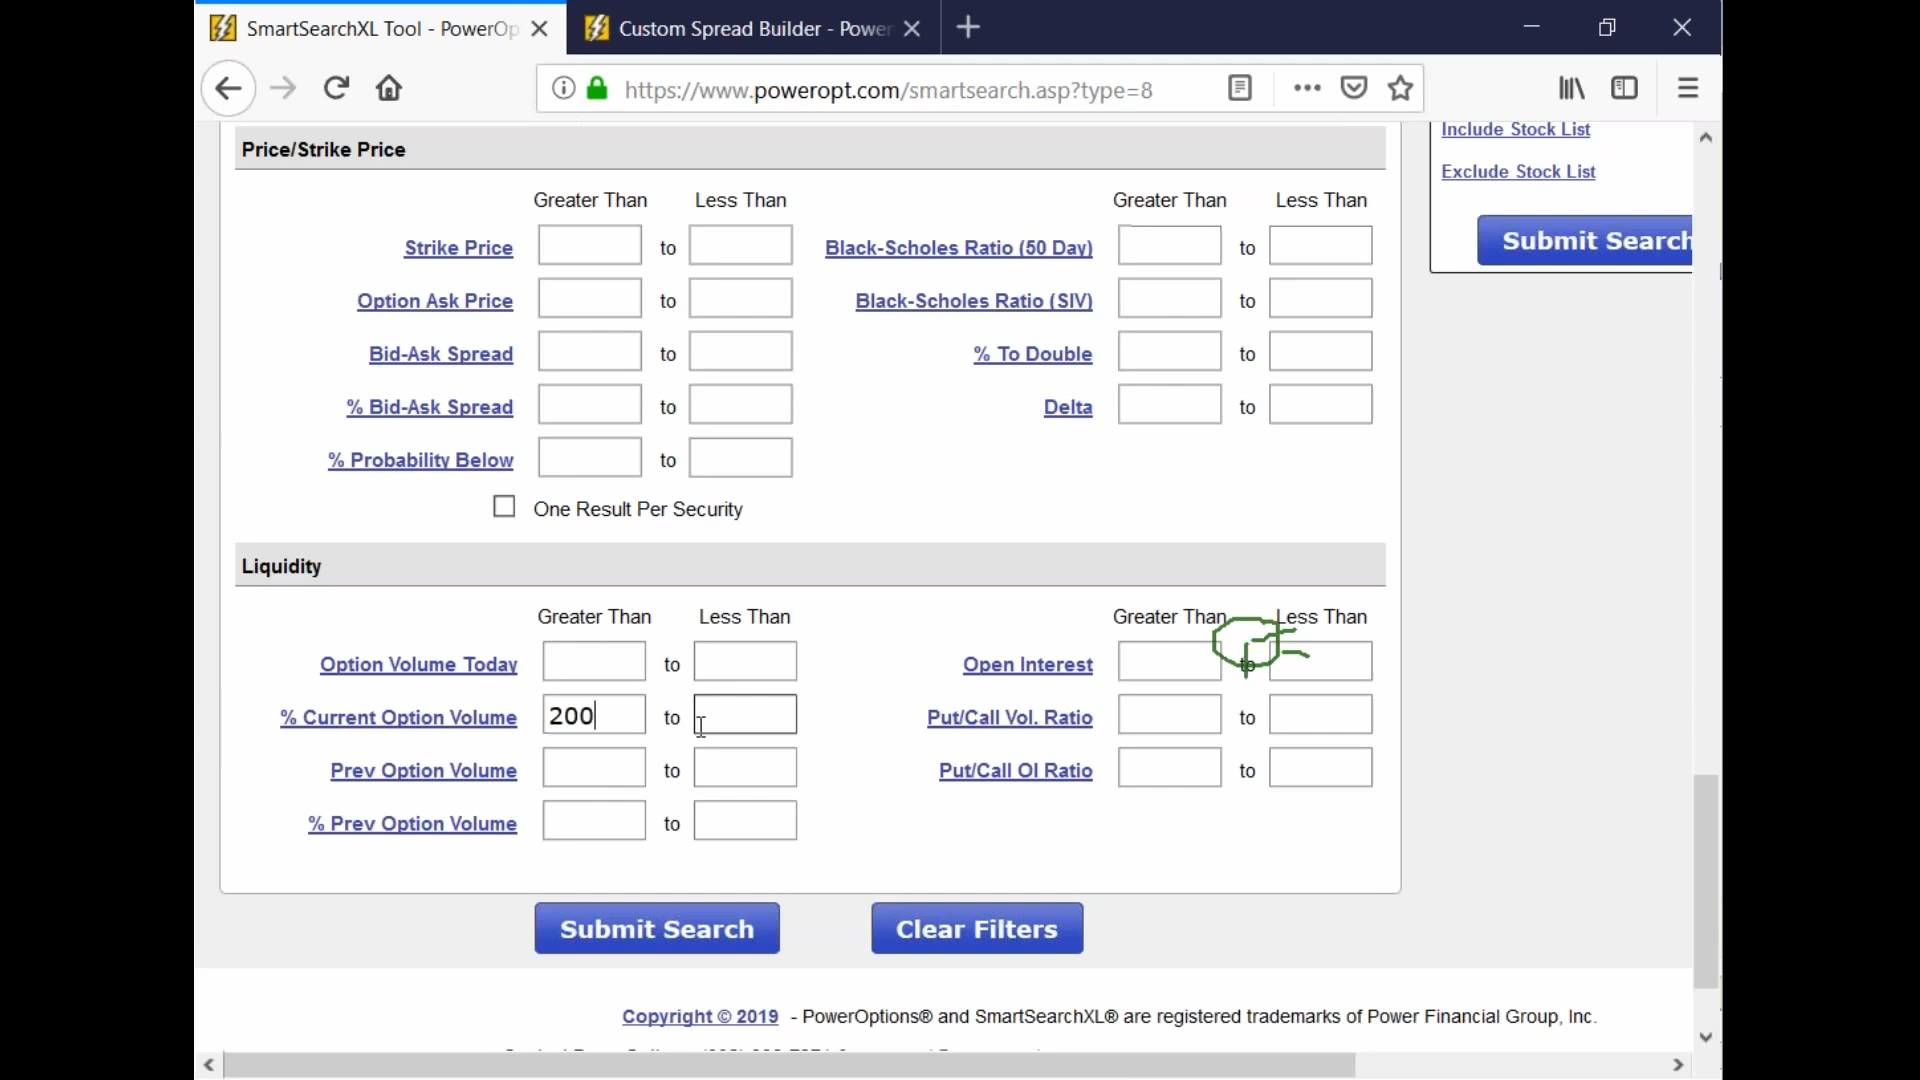 SmartSearchXL Tool - PowerOp
Custom Spread Builder - Power
https://www.poweropt.com/smartsearch.asp?type=8
Include Stock List
Exclude Stock List
Submit Search
Price/Strike Price
Greater Than Less Than Greater Than Less Than
Strike Price to Black-Scholes Ratio (50 Day) to
Option Ask Price to Black-Scholes Ratio (SIV) to
Bid-Ask Spread to % To Double to
% Bid-Ask Spread to Delta to
% Probability Below to
One Result Per Security
Liquidity
Greater Than Less Than Greater Than Less Than
Option Volume Today to Open Interest to
% Current Option Volume 200 to Put/Call Vol. Ratio to
Prev Option Volume to Put/Call OI Ratio to
% Prev Option Volume to
Submit Search Clear Filters
Copyright © 2019 - PowerOptions® and SmartSearchXL® are registered trademarks of Power Financial Group, Inc.